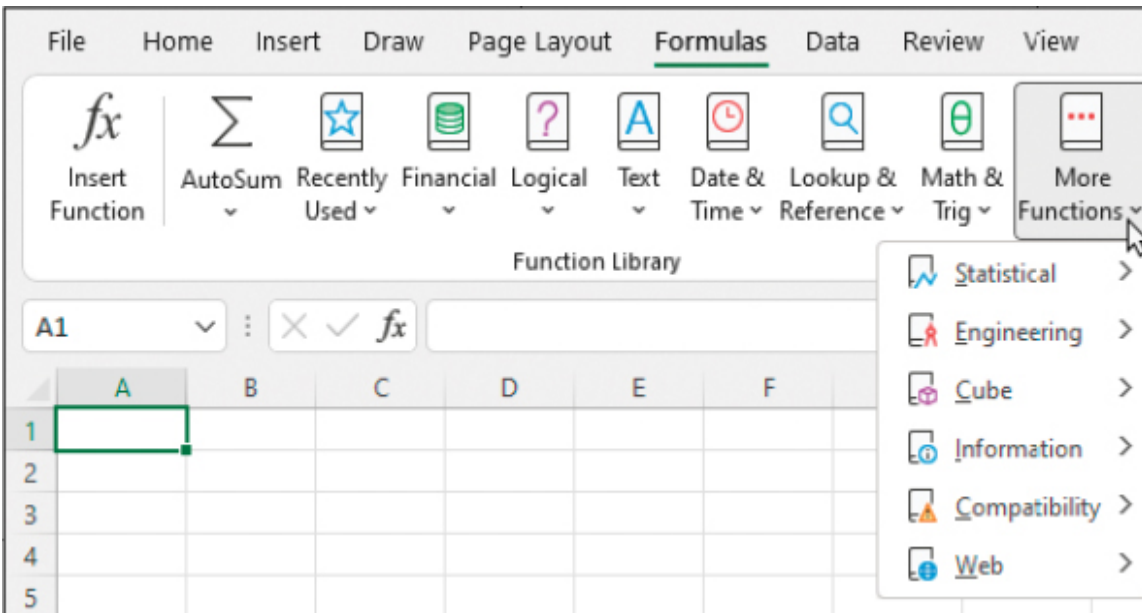 File Home Insert Draw Page Layout Formulas Data Review View
fx Σ ? A θ
Insert Function
AutoSum
Recently Used
Financial
Logical
Text
Date & Time
Lookup & Reference
Math & Trig
More Functions
Function Library
Statistical
Engineering
Cube
Information
Compatibility
Web
A1 fx
A B C D E F
1
2
3
4
5